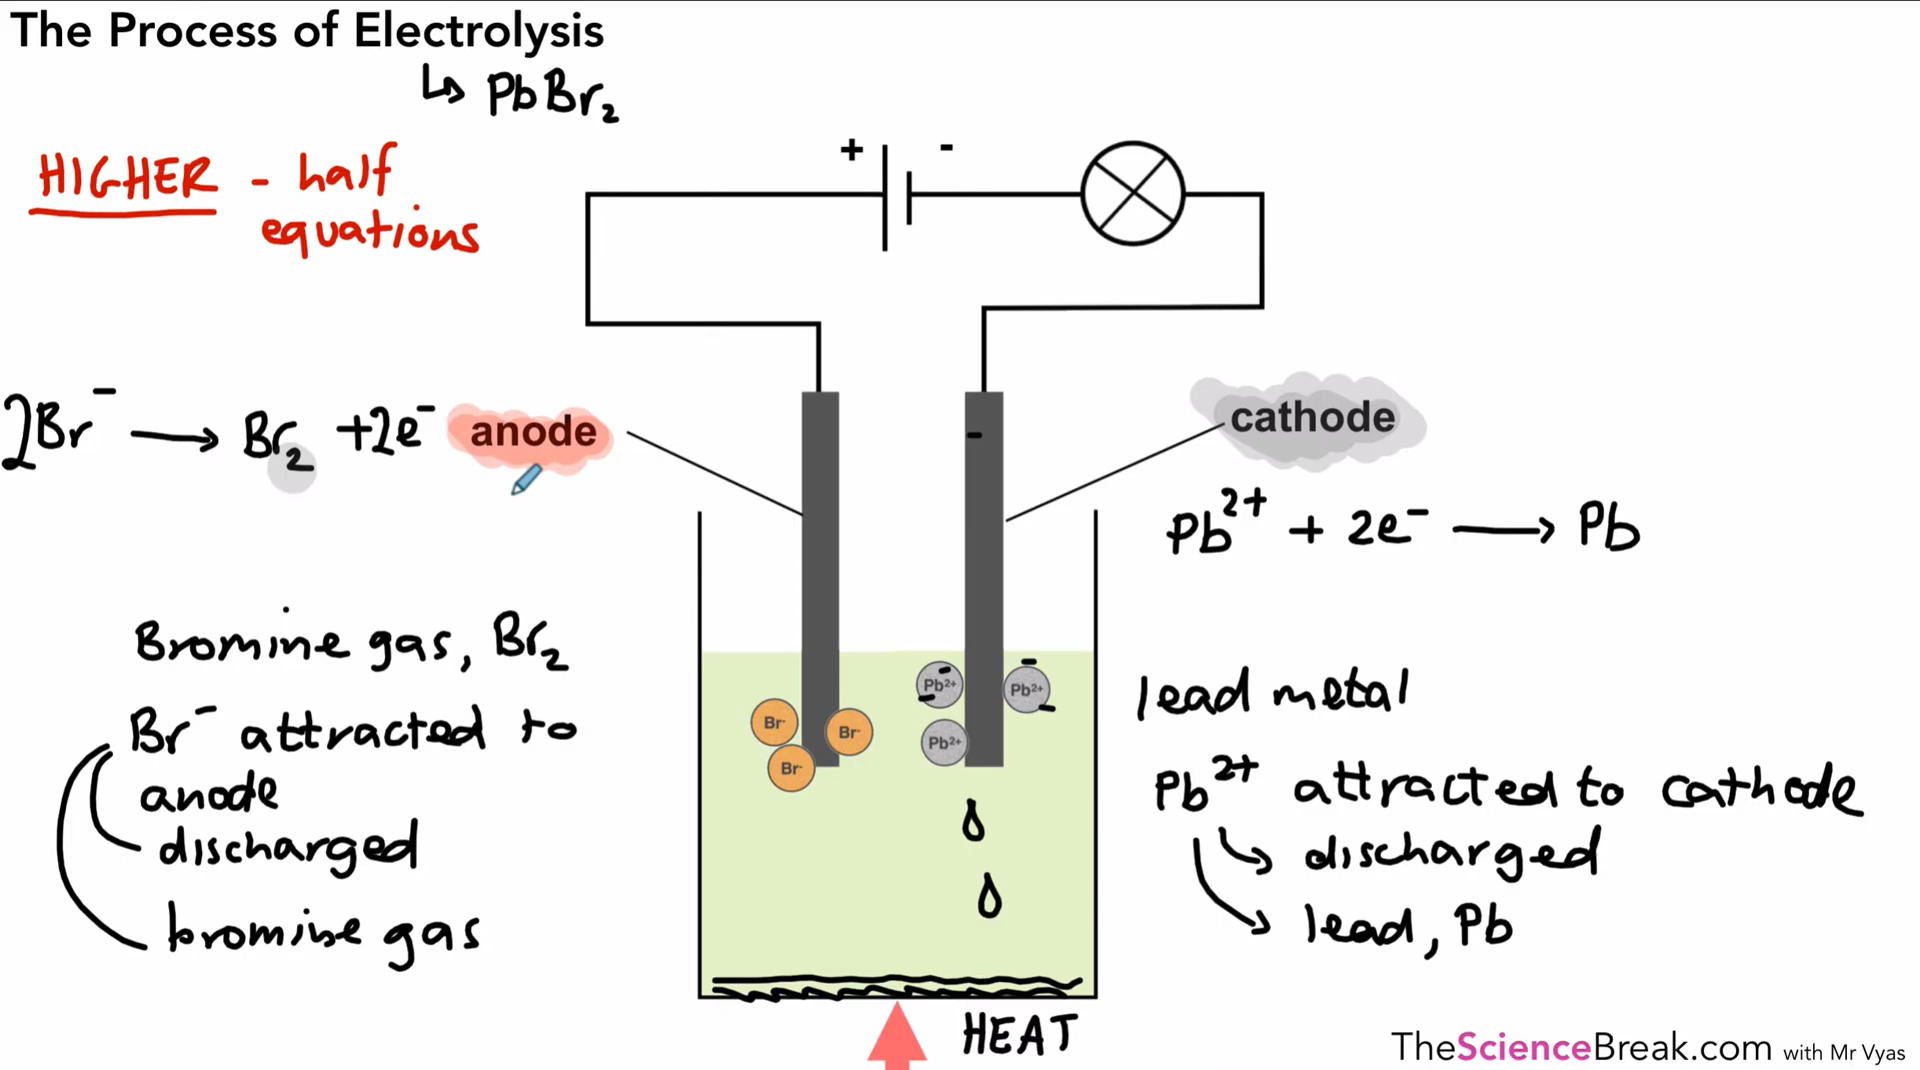 The Process of Electrolysis
↳ PbBr₂
HIGHER - half
equations
+ -
2Br⁻ → Br₂ +2e⁻
anode
cathode
-
Pb²⁺ + 2e⁻ → Pb
Bromine gas, Br₂
Br⁻ attracted to
anode
discharged
bromine gas
Br⁻
Br⁻
Br⁻
Pb²⁺
Pb²⁺
Pb²⁺
lead metal
Pb²⁺ attracted to cathode
↳ discharged
↳ lead, Pb
HEAT
TheScienceBreak.com with Mr Vyas